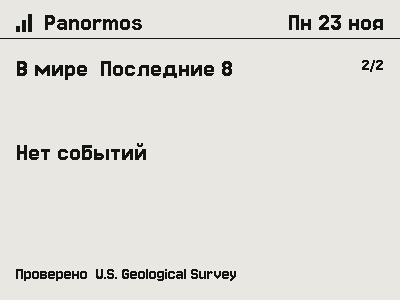 Panormos Пн 23 ноя
В мире Последние 8 2/2
Нет событий
Проверено U.S. Geological Survey